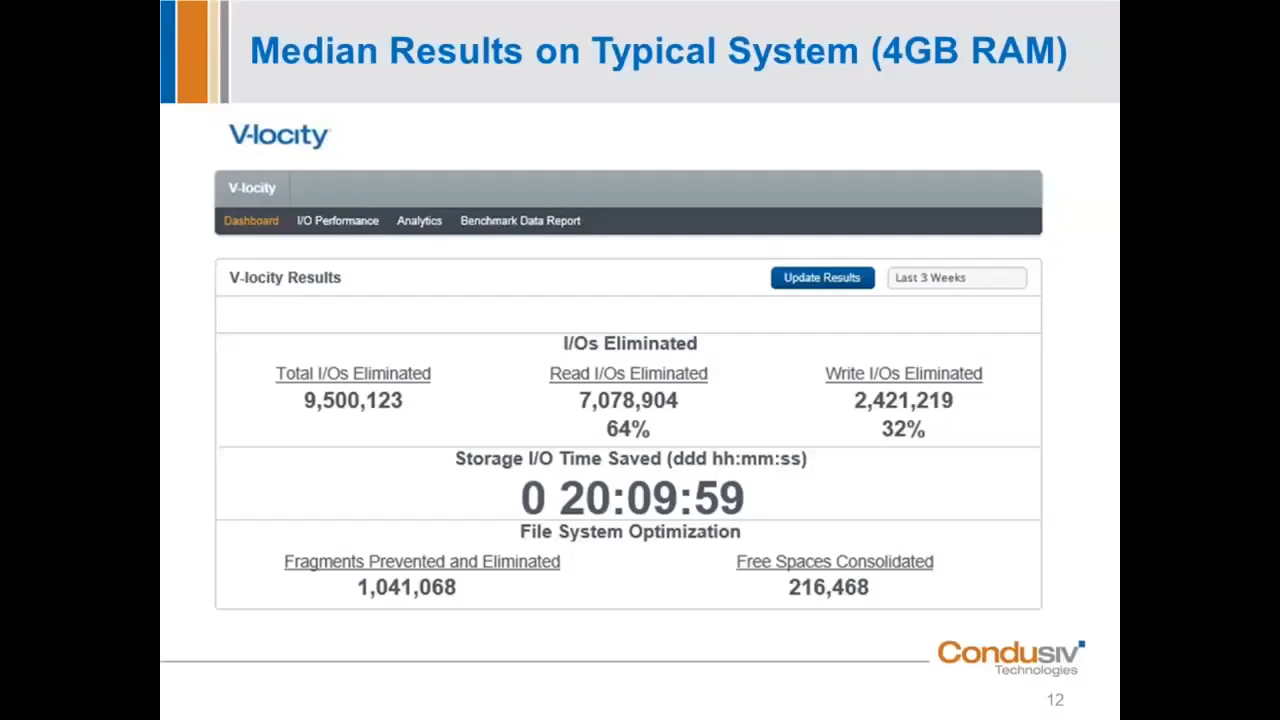 Median Results on Typical System (4GB RAM)
V-locity
V-locity
Dashboard I/O Performance Analytics Benchmark Data Report
V-locity Results Update Results Last 3 Weeks
I/Os Eliminated
Total I/Os Eliminated Read I/Os Eliminated Write I/Os Eliminated
9,500,123 7,078,904 2,421,219
64% 32%
Storage I/O Time Saved (ddd hh:mm:ss)
0 20:09:59
File System Optimization
Fragments Prevented and Eliminated Free Spaces Consolidated
1,041,068 216,468
Condusiv
Technologies
12